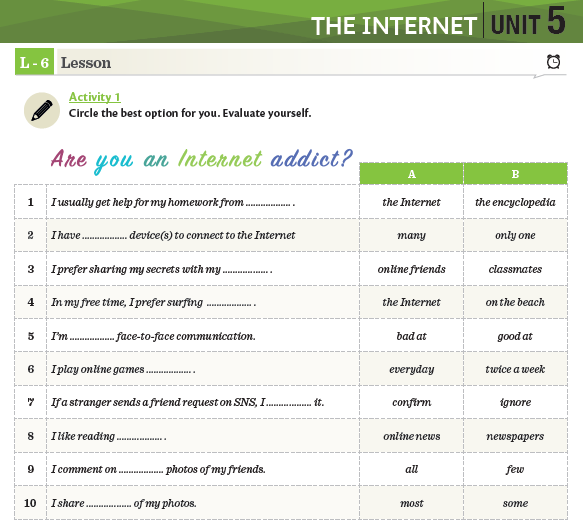 THE INTERNET UNIT 5
L - 6 Lesson
Activity 1
Circle the best option for you. Evaluate yourself.
Are you an Internet addict?
A B
1 I usually get help for my homework from .................. . the Internet the encyclopedia
2 I have .................. device(s) to connect to the Internet many only one
3 I prefer sharing my secrets with my .................. . online friends classmates
4 In my free time, I prefer surfing .................. . the Internet on the beach
5 I'm .................. face-to-face communication. bad at good at
6 I play online games .................. . everyday twice a week
7 If a stranger sends a friend request on SNS, I .................. it. confirm ignore
8 I like reading .................. . online news newspapers
9 I comment on .................. photos of my friends. all few
10 I share .................. of my photos. most some